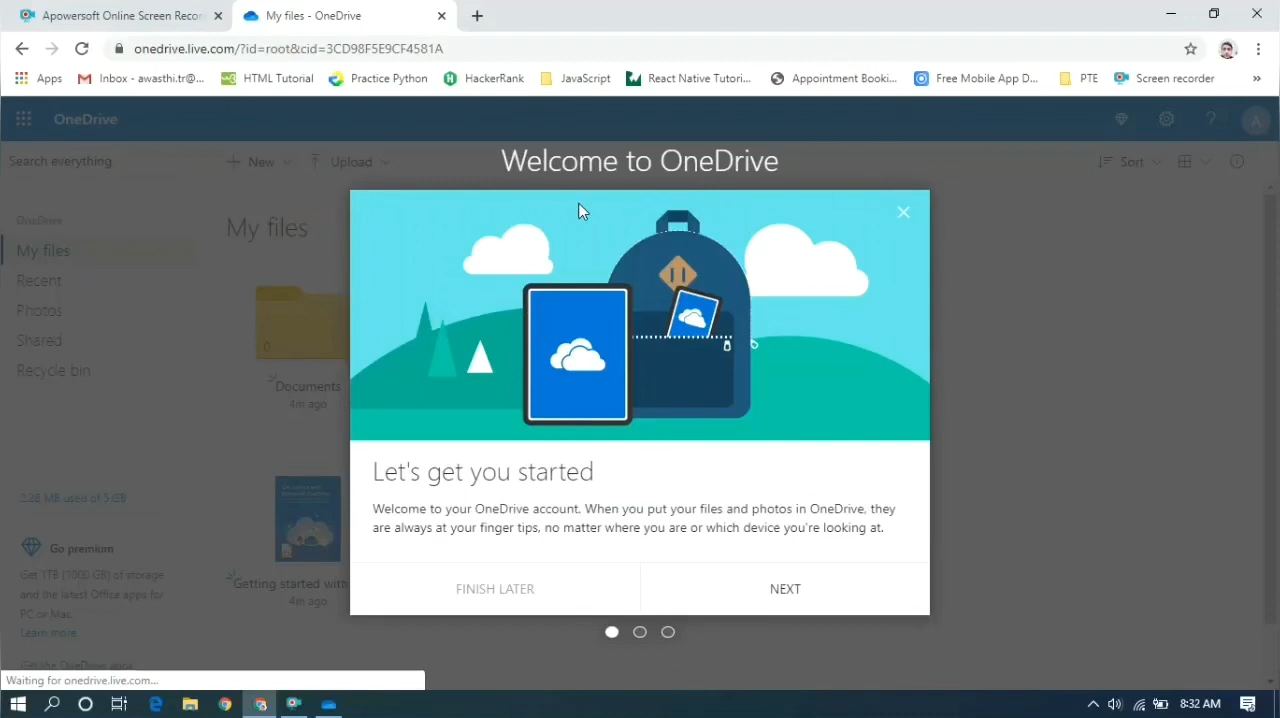 Apowersoft Online Screen Recor
My files - OneDrive
onedrive.live.com/?id=root&cid=3CD98F5E9CF4581A
Apps
Inbox - awasthi.tr@...
HTML Tutorial
Practice Python
HackerRank
JavaScript
React Native Tutori...
Appointment Booki...
Free Mobile App D...
PTE
Screen recorder
OneDrive
A
Search everything
New
Upload
Sort
Welcome to OneDrive
OneDrive
My files
Recent
Photos
Shared
Recycle bin
My files
0
Documents
4m ago
Getting started with
4m ago
2.28 MB used of 5 GB
Go premium
Get 1TB (1000 GB) of storage
and the latest Office apps for
PC or Mac.
Learn more
Get the OneDrive apps
Let's get you started
Welcome to your OneDrive account. When you put your files and photos in OneDrive, they
are always at your finger tips, no matter where you are or which device you're looking at.
FINISH LATER
NEXT
Waiting for onedrive.live.com...
8:32 AM